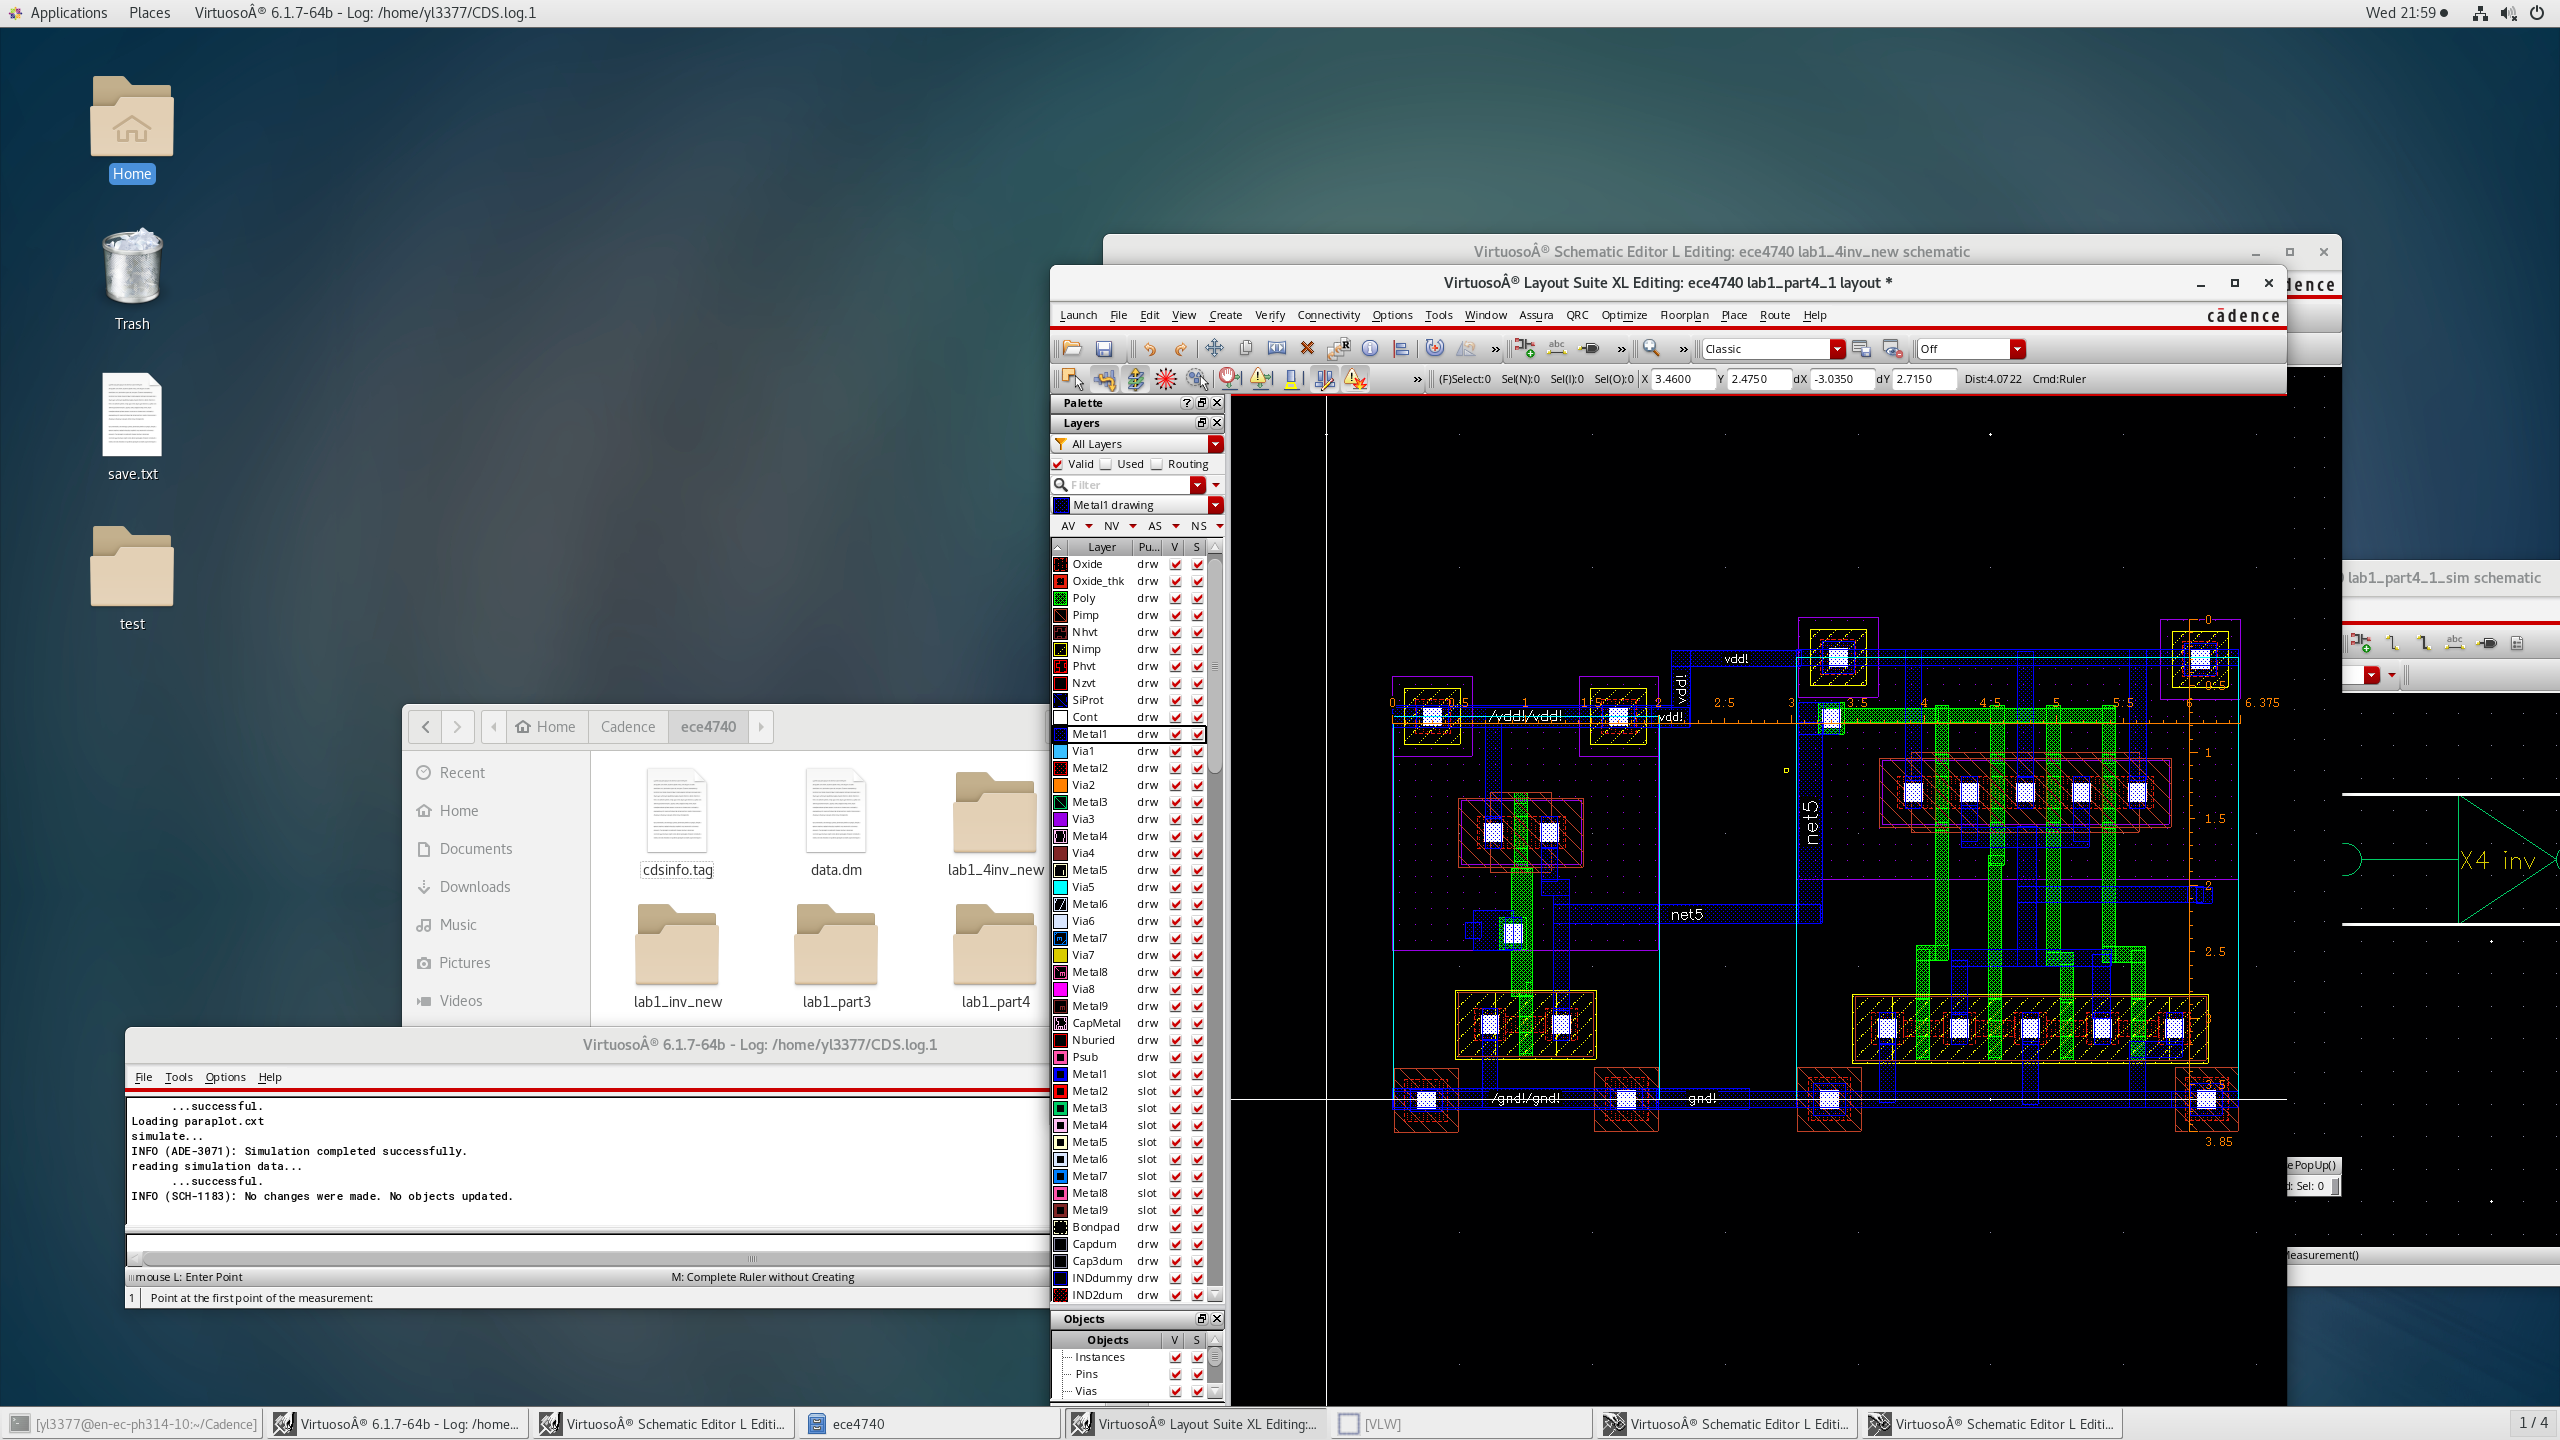 Applications Places VirtuosoÂ® 6.1.7-64b - Log: /home/yl3377/CDS.log.1 Wed 21:59
Home
Trash
save.txt
test
VirtuosoÂ® Schematic Editor L Editing: ece4740 lab1_4inv_new schematic
dence
VirtuosoÂ® Layout Suite XL Editing: ece4740 lab1_part4_1 layout *
Launch File Edit View Create Verify Connectivity Options Tools Window Assura QRC Optimize Floorplan Place Route Help cādence
Classic Off
(F)Select:0 Sel(N):0 Sel(I):0 Sel(O):0 X 3.4600 Y 2.4750 dX -3.0350 dY 2.7150 Dist:4.0722 Cmd:Ruler
Palette
Layers
All Layers
Valid Used Routing
Filter
Metal1 drawing
AV NV AS NS
Layer Pu... V S
Oxide drw
Oxide_thk drw
Poly drw
Pimp drw
Nhvt drw
Nimp drw
Phvt drw
Nzvt drw
SiProt drw
Cont drw
Metal1 drw
Via1 drw
Metal2 drw
Via2 drw
Metal3 drw
Via3 drw
Metal4 drw
Via4 drw
Metal5 drw
Via5 drw
Metal6 drw
Via6 drw
Metal7 drw
Via7 drw
Metal8 drw
Via8 drw
Metal9 drw
CapMetal drw
Nburied drw
Psub drw
Metal1 slot
Metal2 slot
Metal3 slot
Metal4 slot
Metal5 slot
Metal6 slot
Metal7 slot
Metal8 slot
Metal9 slot
Bondpad drw
Capdum drw
Cap3dum drw
INDdummy drw
IND2dum drw
Objects
Objects V S
Instances
Pins
Vias
vdd!
vdd!
0 0.5 1 1.5 2 2.5 3 3.5 4 4.5 5 5.5 6 6.375
/vdd!/vdd! vdd!
0
0.5
1
1.5
2
2.5
3.5
3.85
net5
net5
/gnd!/gnd! gnd!
lab1_part4_1_sim schematic
abc
X4 inv
ePopUp()
d: Sel: 0
Measurement()
Home Cadence ece4740
Recent
Home
Documents
Downloads
Music
Pictures
Videos
cdsinfo.tag data.dm lab1_4inv_new
lab1_inv_new lab1_part3 lab1_part4
VirtuosoÂ® 6.1.7-64b - Log: /home/yl3377/CDS.log.1
File Tools Options Help
...successful.
Loading paraplot.cxt
simulate...
INFO (ADE-3071): Simulation completed successfully.
reading simulation data...
...successful.
INFO (SCH-1183): No changes were made. No objects updated.
mouse L: Enter Point M: Complete Ruler without Creating
1 Point at the first point of the measurement:
[yl3377@en-ec-ph314-10:~/Cadence] VirtuosoÂ® 6.1.7-64b - Log: /home... VirtuosoÂ® Schematic Editor L Editi... ece4740 VirtuosoÂ® Layout Suite XL Editing:... [VLW] VirtuosoÂ® Schematic Editor L Editi... VirtuosoÂ® Schematic Editor L Editi... 1 / 4